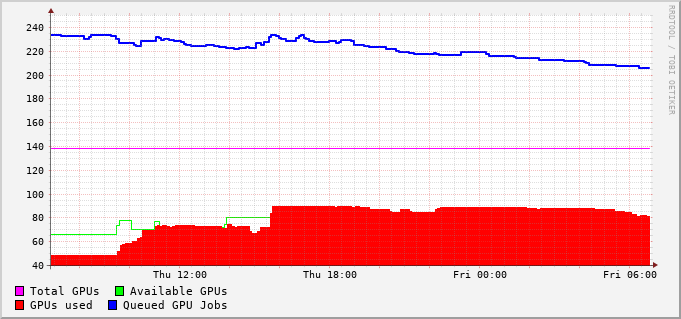 240
220
200
180
160
140
120
100
80
60
40
Thu 12:00 Thu 18:00 Fri 00:00 Fri 06:00
Total GPUs Available GPUs
GPUs used Queued GPU Jobs
RRDTOOL / TOBI OETIKER